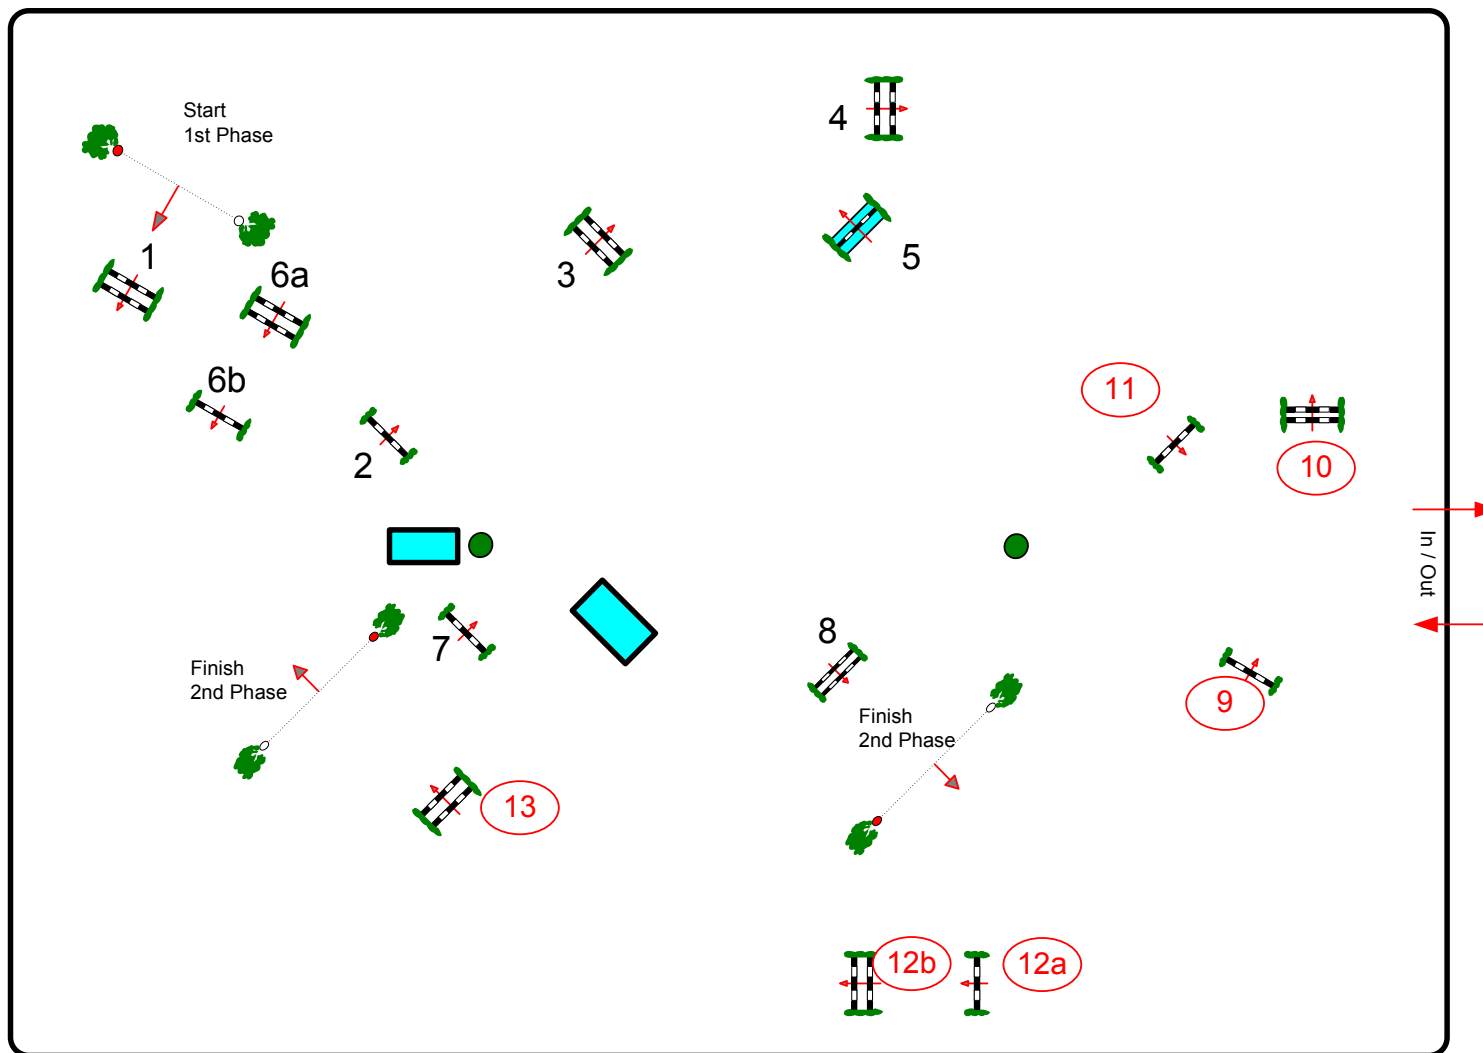 Start
1st Phase
4
1
5
3
6a
6b
11
2
10
In / Out
7
8
Finish
2nd Phase
9
Finish
2nd Phase
13
12b
12a